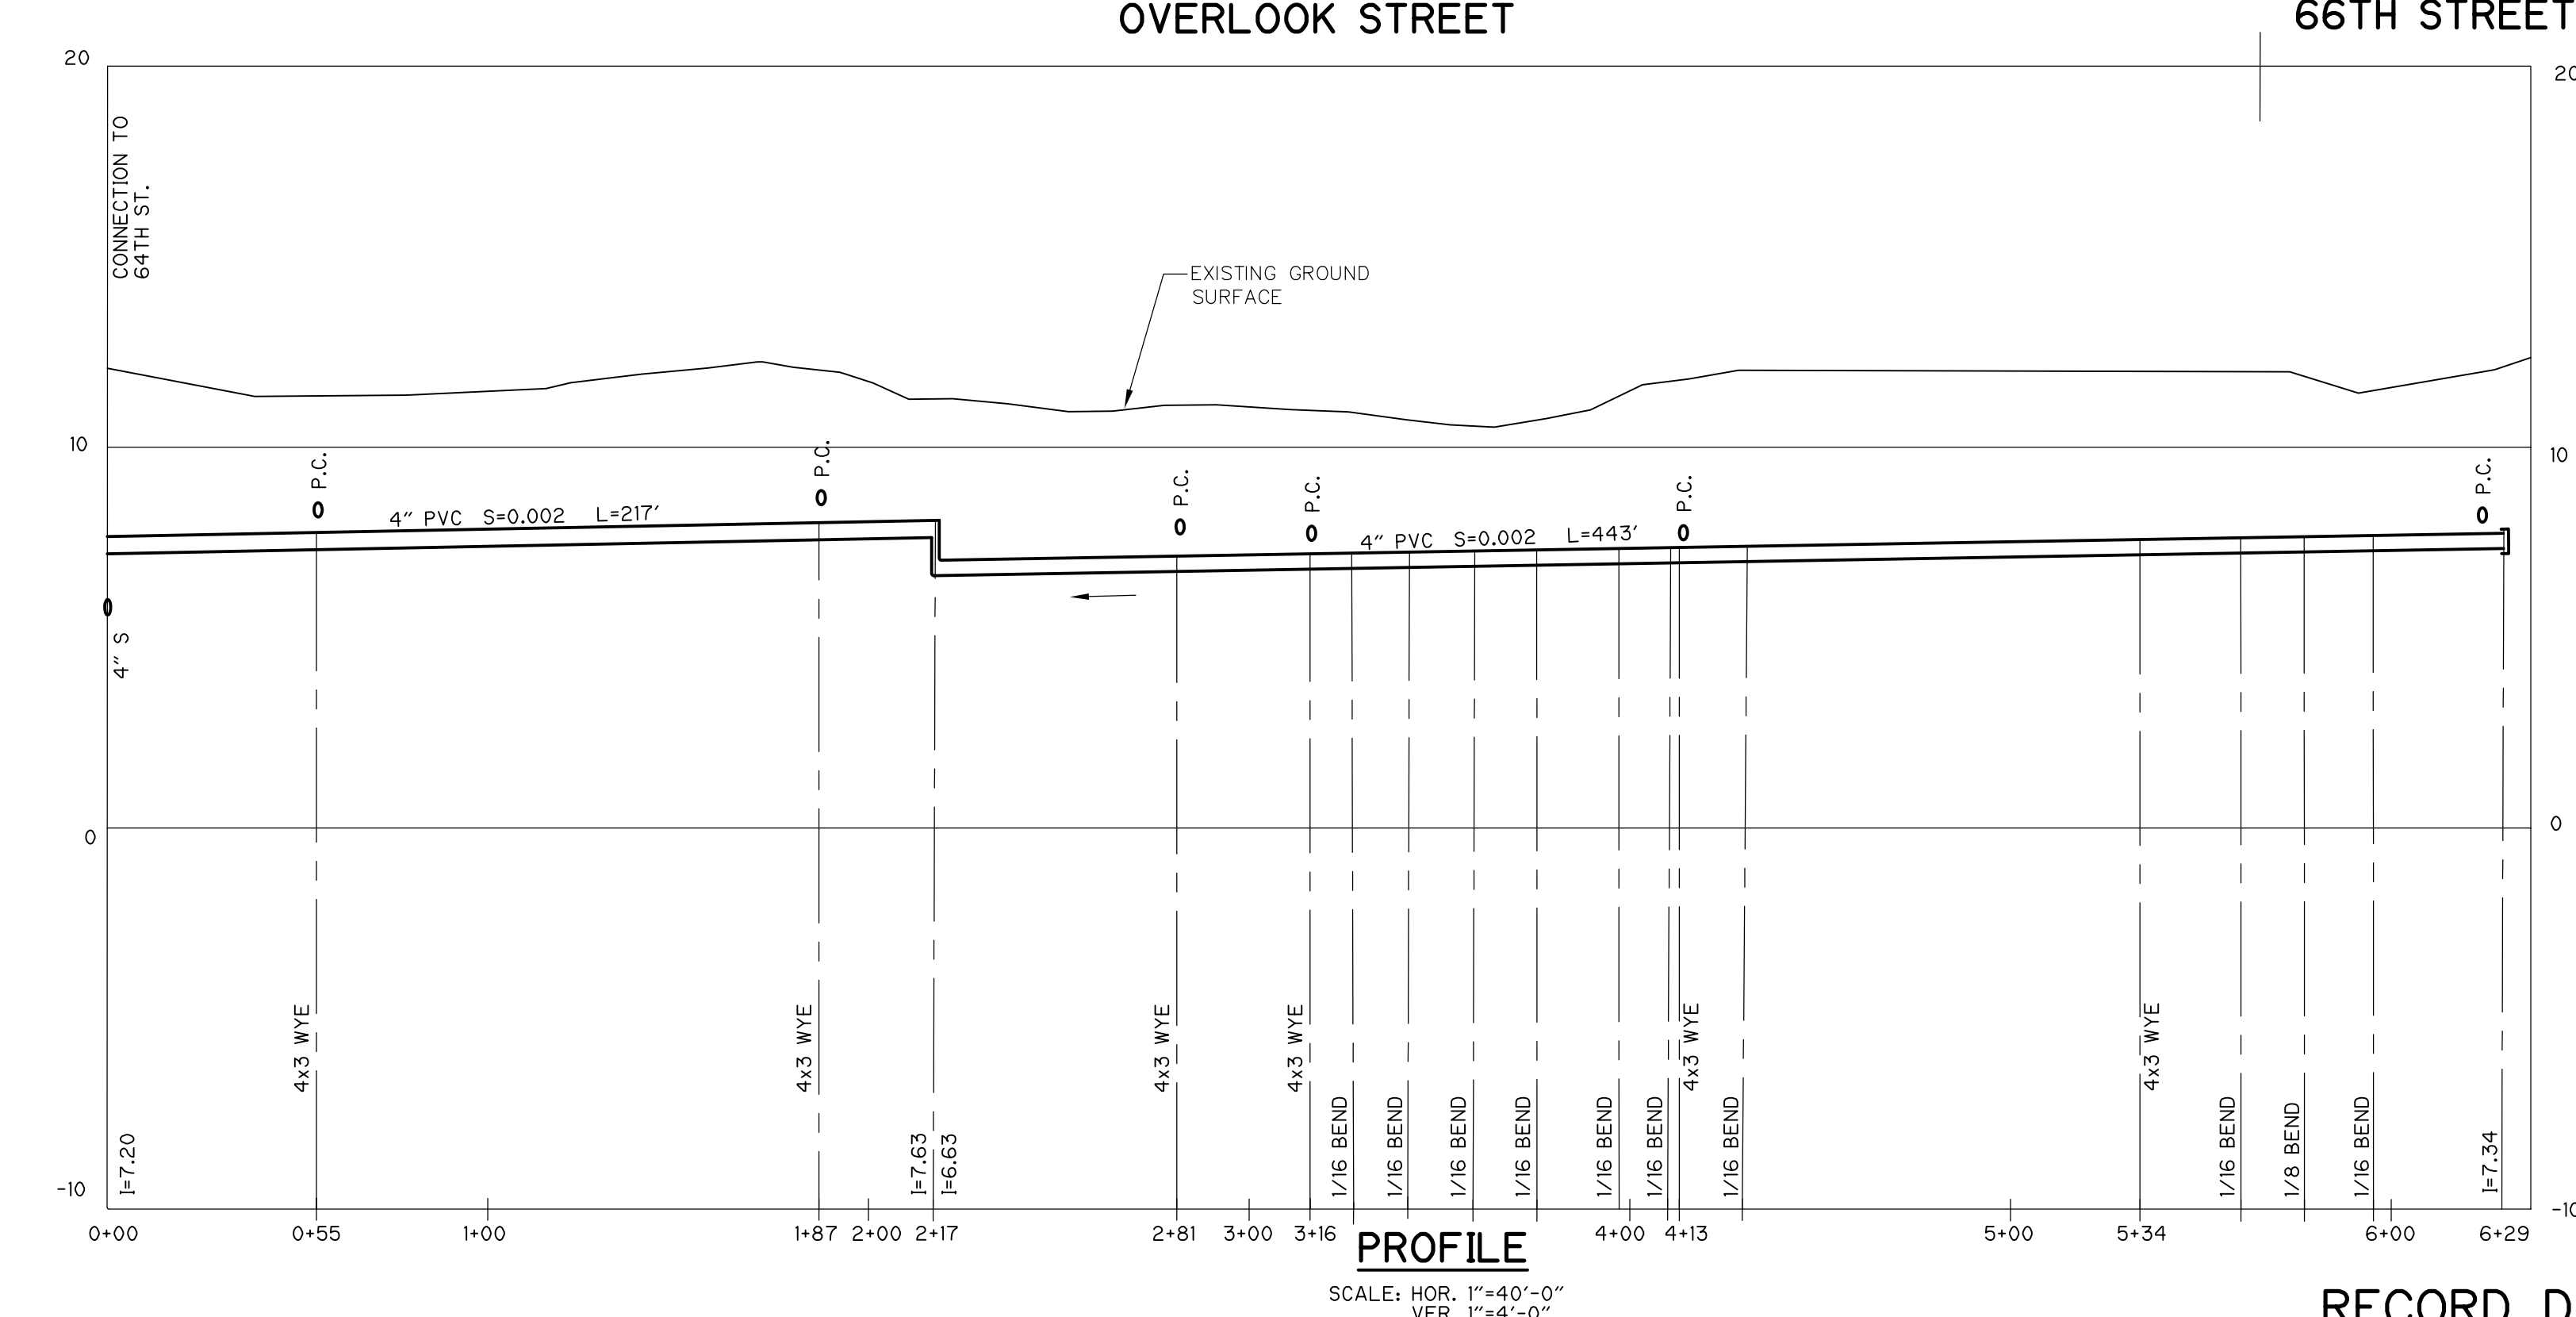 OVERLOOK STREET
66TH STREET
20
20
CONNECTION TO
64TH ST.
EXISTING GROUND
SURFACE
10
10
P.C.
P.C.
P.C.
P.C.
P.C.
P.C.
4" PVC S=0.002 L=217'
4" PVC S=0.002 L=443'
4" S
0
0
4x3 WYE
4x3 WYE
4x3 WYE
4x3 WYE
4x3 WYE
4x3 WYE
I=7.20
I=7.63
I=6.63
1/16 BEND
1/16 BEND
1/16 BEND
1/16 BEND
1/16 BEND
1/16 BEND
1/16 BEND
1/16 BEND
1/8 BEND
1/16 BEND
I=7.34
-10
-10
0+00 0+55 1+00 1+87 2+00 2+17 2+81 3+00 3+16 4+00 4+13 5+00 5+34 6+00 6+29
PROFILE
SCALE: HOR. 1"=40'-0"
VER. 1"=4'-0"
RECORD D